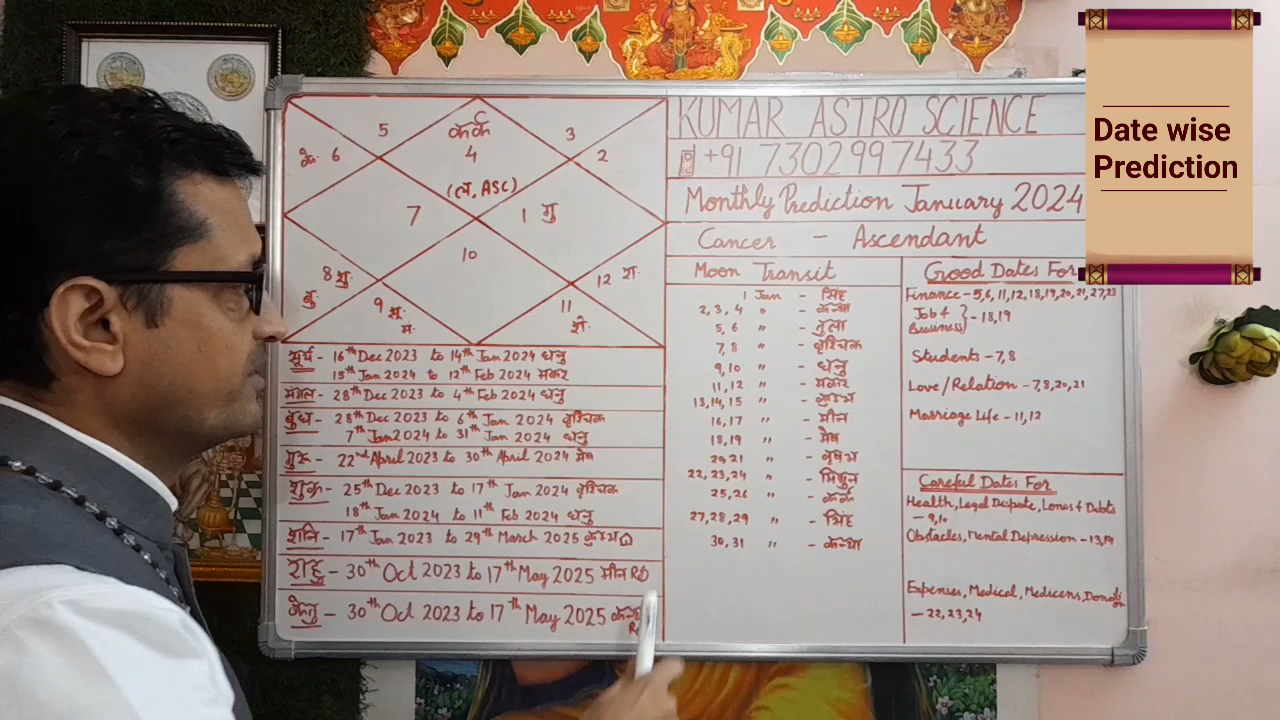 Date wise
Prediction
5
कर्क
4
(ल, ASC)
3
2
के. 6
7
1 गु
10
8 शु.
बु.
9 सू.
मं.
11
श.
12 रा.
सूर्य - 16th Dec 2023 to 14th Jan 2024 धनु
15th Jan 2024 to 12th Feb 2024 मकर
मंगल - 28th Dec 2023 to 4th Feb 2024 धनु
बुध - 28th Dec 2023 to 6th Jan 2024 वृश्चिक
7th Jan 2024 to 31st Jan 2024 धनु
गुरु - 22nd April 2023 to 30th April 2024 मेष
शुक्र - 25th Dec 2023 to 17th Jan 2024 वृश्चिक
18th Jan 2024 to 11th Feb 2024 धनु
शनि - 17th Jan 2023 to 29th March 2025 कुम्भ
राहु - 30th Oct 2023 to 17th May 2025 मीन
केतु - 30th Oct 2023 to 17th May 2025
KUMAR ASTRO SCIENCE
+91 7302997433
Monthly Prediction January 2024
Cancer - Ascendant
Moon Transit
1 Jan - सिंह
2, 3, 4 " - कन्या
5, 6 " - तुला
7, 8 " - वृश्चिक
9, 10 " - धनु
11, 12 " - मकर
13, 14, 15 " - कुम्भ
16, 17 " - मीन
18, 19 " - मेष
20, 21 " - वृषभ
22, 23, 24 " - मिथुन
25, 26 " - कर्क
27, 28, 29 " - सिंह
30, 31 " - कन्या
Good Dates For
Finance - 5, 6, 11, 12, 18, 19, 20, 21, 27, 28
Job &
Business} - 18, 19
Students - 7, 8
Love/Relation - 7, 8, 20, 21
Marriage Life - 11, 12
Careful Dates For
Health, Legal Despute, Lones & Debts
- 9, 10
Obstacles, Mental Depression - 13, 14
Expenses, Medical, Medicens,
- 22, 23, 24